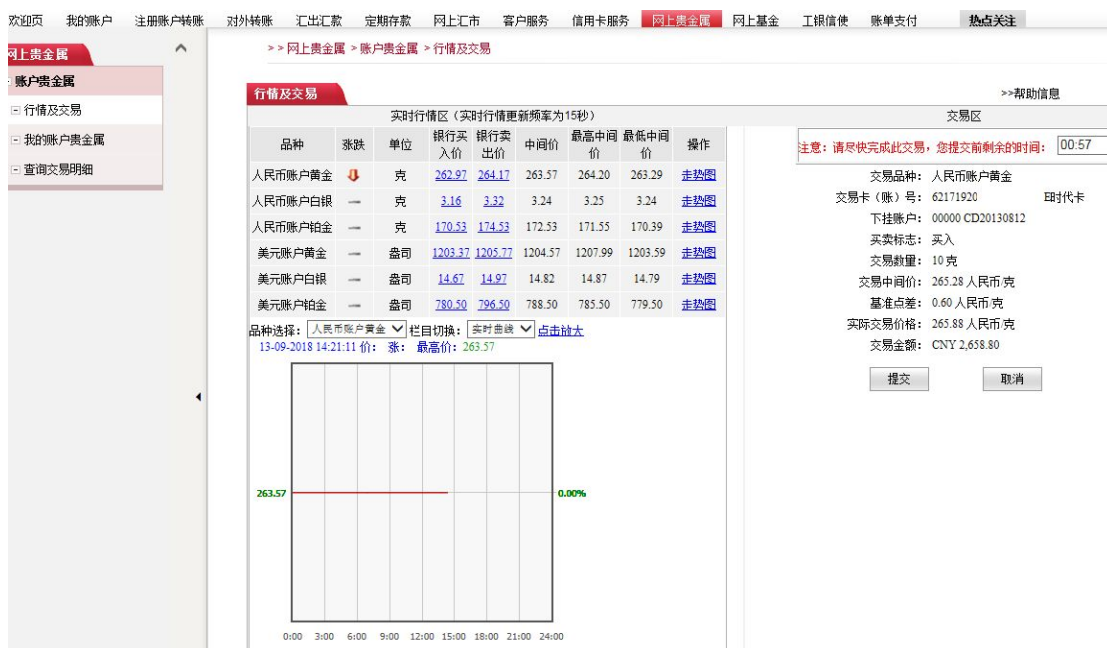 欢迎页 我的账户 注册账户转账 对外转账 汇出汇款 定期存款 网上汇市 客户服务 信用卡服务 网上贵金属 网上基金 工银信使 账单支付 热点关注
网上贵金属
>> 网上贵金属 > 账户贵金属 > 行情及交易
账户贵金属
行情及交易
我的账户贵金属
查询交易明细
行情及交易
>>帮助信息
实时行情区（实时行情更新频率为15秒）
品种 涨跌 单位 银行买入价 银行卖出价 中间价 最高中间价 最低中间价 操作
人民币账户黄金 克 262.97 264.17 263.57 264.20 263.29 走势图
人民币账户白银 — 克 3.16 3.32 3.24 3.25 3.24 走势图
人民币账户铂金 — 克 170.53 174.53 172.53 171.55 170.39 走势图
美元账户黄金 — 盎司 1203.37 1205.77 1204.57 1207.99 1203.59 走势图
美元账户白银 — 盎司 14.67 14.97 14.82 14.87 14.79 走势图
美元账户铂金 — 盎司 780.50 796.50 788.50 785.50 779.50 走势图
品种选择： 人民币账户黄金 栏目切换： 实时曲线 点击放大
13-09-2018 14:21:11 价： 涨： 最高价：263.57
263.57 0.00%
0:00 3:00 6:00 9:00 12:00 15:00 18:00 21:00 24:00
交易区
注意：请尽快完成此交易，您提交前剩余的时间： 00:57
交易品种： 人民币账户黄金
交易卡（账）号： 62171920 E时代卡
下挂账户： 00000 CD20130812
买卖标志： 买入
交易数量： 10 克
交易中间价： 265.28 人民币/克
基准点差： 0.60 人民币/克
实际交易价格： 265.88 人民币/克
交易金额： CNY 2,658.80
提交 取消